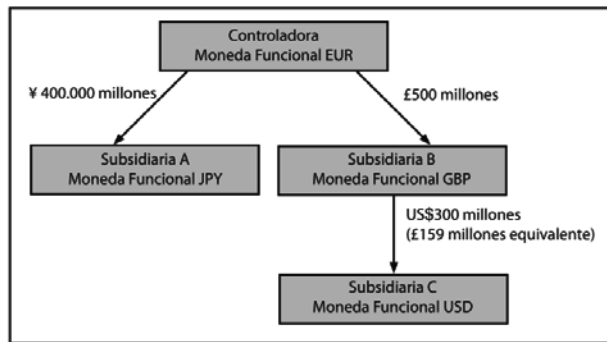 Controladora
Moneda Funcional EUR
¥ 400.000 millones
£500 millones
Subsidiaria A
Moneda Funcional JPY
Subsidiaria B
Moneda Funcional GBP
US$300 millones
(£159 millones equivalente)
Subsidiaria C
Moneda Funcional USD